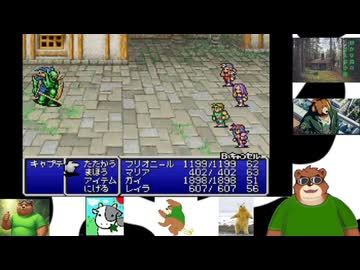 Bキャンセル
キャプテ たたかう フリオニール 1199/1199 62
まほう マリア 402/ 402 63
アイテム ガイ 1898/1898 51
にげる レイラ 607/ 607 56